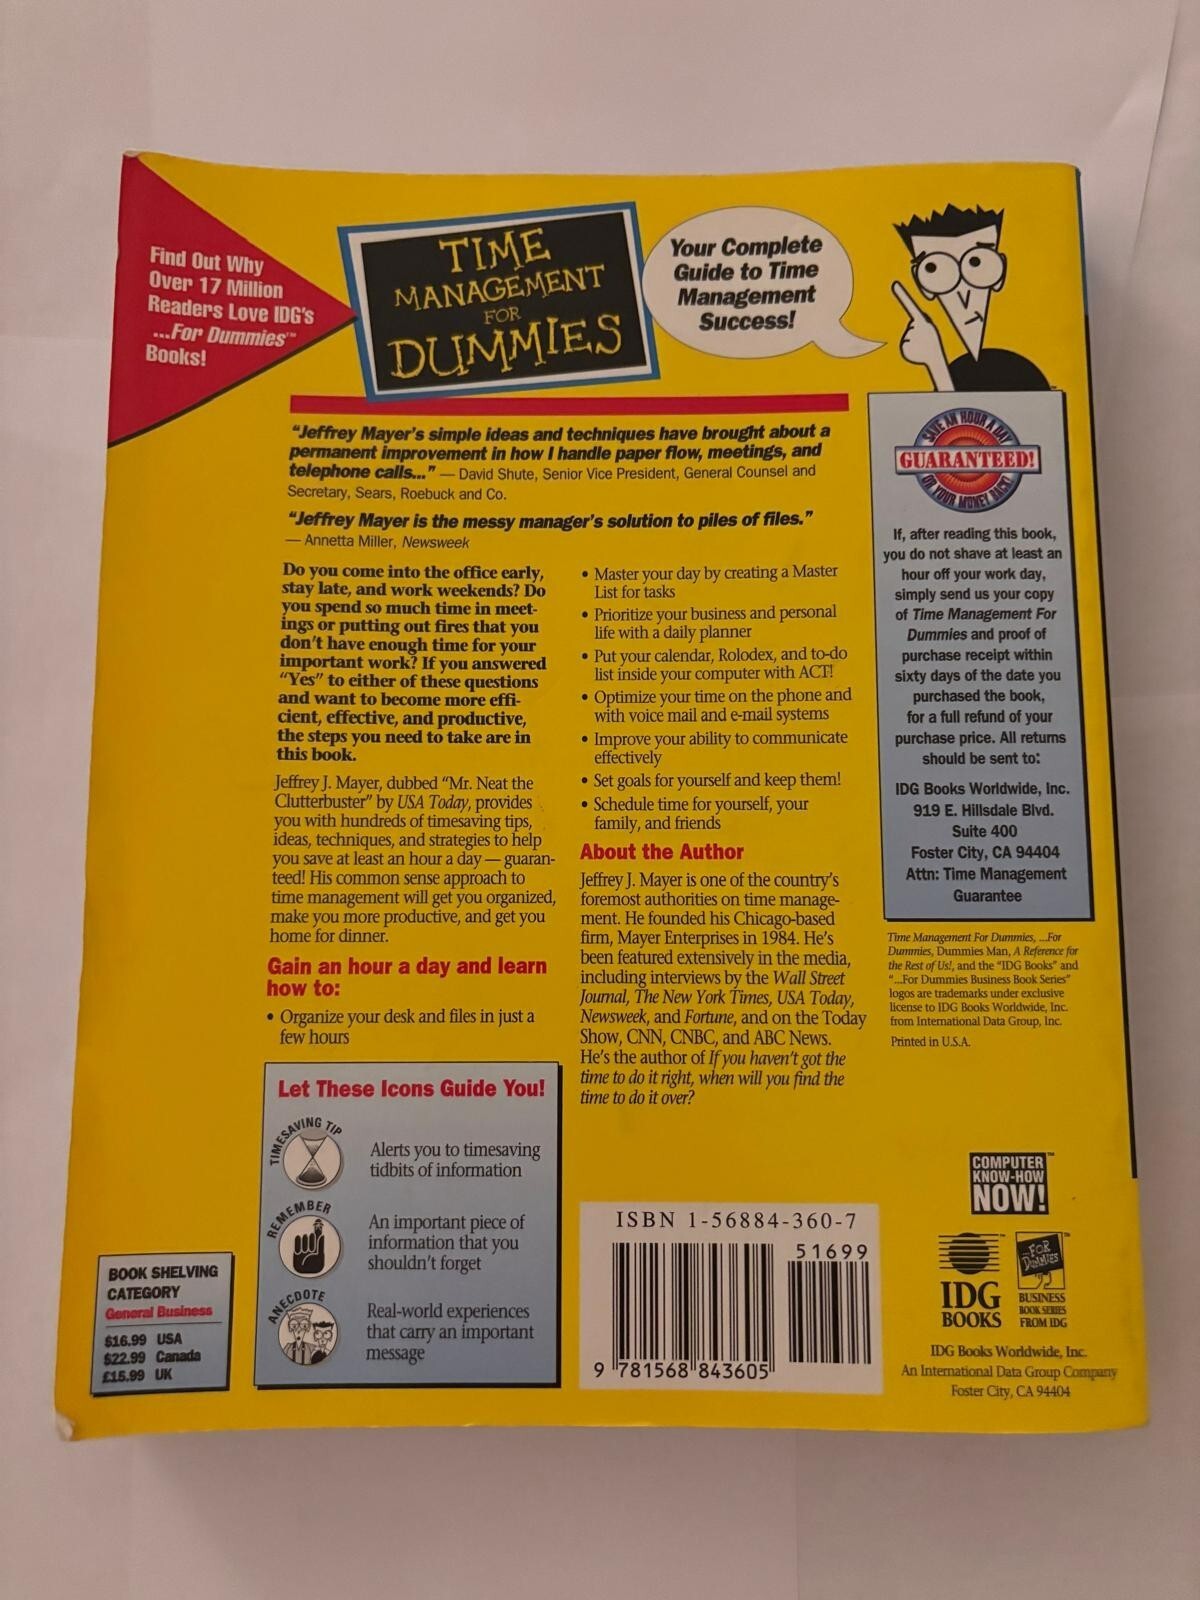 Find Out Why
Over 17 Million
Readers Love IDG's
...For Dummies™
Books!
TIME
MANAGEMENT
FOR
DUMMIES
Your Complete
Guide to Time
Management
Success!
"Jeffrey Mayer's simple ideas and techniques have brought about a
permanent improvement in how I handle paper flow, meetings, and
telephone calls..." — David Shute, Senior Vice President, General Counsel and
Secretary, Sears, Roebuck and Co.
"Jeffrey Mayer is the messy manager's solution to piles of files."
— Annetta Miller, Newsweek
Do you come into the office early,
stay late, and work weekends? Do
you spend so much time in meet-
ings or putting out fires that you
don't have enough time for your
important work? If you answered
"Yes" to either of these questions
and want to become more effi-
cient, effective, and productive,
the steps you need to take are in
this book.
Jeffrey J. Mayer, dubbed "Mr. Neat the
Clutterbuster" by USA Today, provides
you with hundreds of timesaving tips,
ideas, techniques, and strategies to help
you save at least an hour a day — guaran-
teed! His common sense approach to
time management will get you organized,
make you more productive, and get you
home for dinner.
Gain an hour a day and learn
how to:
• Organize your desk and files in just a
few hours
• Master your day by creating a Master
List for tasks
• Prioritize your business and personal
life with a daily planner
• Put your calendar, Rolodex, and to-do
list inside your computer with ACT!
• Optimize your time on the phone and
with voice mail and e-mail systems
• Improve your ability to communicate
effectively
• Set goals for yourself and keep them!
• Schedule time for yourself, your
family, and friends
About the Author
Jeffrey J. Mayer is one of the country's
foremost authorities on time manage-
ment. He founded his Chicago-based
firm, Mayer Enterprises in 1984. He's
been featured extensively in the media,
including interviews by the Wall Street
Journal, The New York Times, USA Today,
Newsweek, and Fortune, and on the Today
Show, CNN, CNBC, and ABC News.
He's the author of If you haven't got the
time to do it right, when will you find the
time to do it over?
SAVE AN HOUR A DAY
GUARANTEED!
OR YOUR MONEY BACK!
If, after reading this book,
you do not shave at least an
hour off your work day,
simply send us your copy
of Time Management For
Dummies and proof of
purchase receipt within
sixty days of the date you
purchased the book,
for a full refund of your
purchase price. All returns
should be sent to:
IDG Books Worldwide, Inc.
919 E. Hillsdale Blvd.
Suite 400
Foster City, CA 94404
Attn: Time Management
Guarantee
Time Management For Dummies, ...For
Dummies, Dummies Man, A Reference for
the Rest of Us!, and the "IDG Books" and
"...For Dummies Business Book Series"
logos are trademarks under exclusive
license to IDG Books Worldwide, Inc.
from International Data Group, Inc.
Printed in U.S.A.
Let These Icons Guide You!
TIMESAVING TIP
Alerts you to timesaving
tidbits of information
REMEMBER
An important piece of
information that you
shouldn't forget
ANECDOTE
Real-world experiences
that carry an important
message
BOOK SHELVING
CATEGORY
General Business
$16.99 USA
$22.99 Canada
£15.99 UK
ISBN 1-56884-360-7
51699
9 781568 843605
COMPUTER
KNOW-HOW
NOW!™
IDG
BOOKS
™
...FOR
DUMMIES
™
BUSINESS
BOOK SERIES
FROM IDG
IDG Books Worldwide, Inc.
An International Data Group Company
Foster City, CA 94404